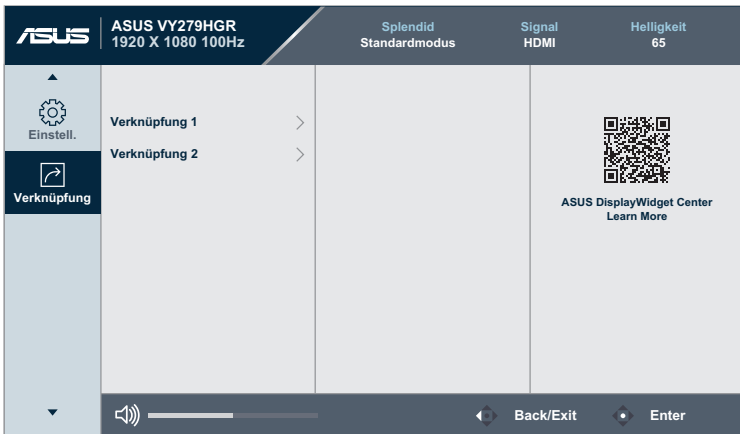 ASUS
ASUS VY279HGR
1920 X 1080 100Hz
Splendid
Standardmodus
Signal
HDMI
Helligkeit
65
Einstell.
Verknüpfung
Verknüpfung 1
Verknüpfung 2
ASUS DisplayWidget Center
Learn More
Back/Exit
Enter